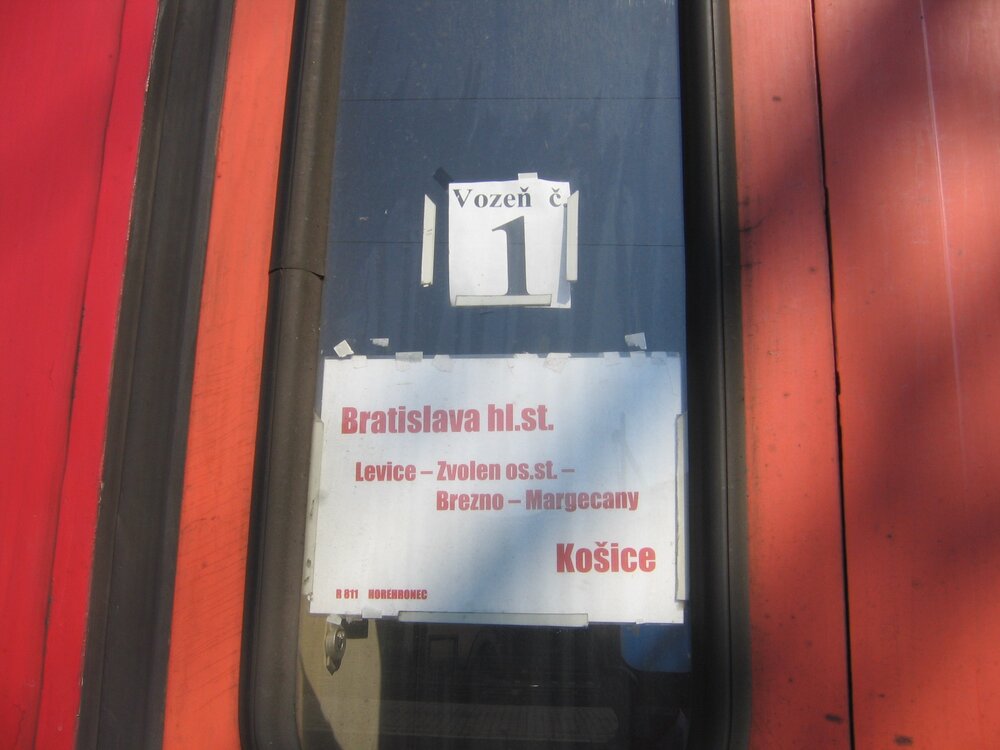 Vozeň č.
1
Bratislava hl.st.
Levice – Zvolen os.st. –
Brezno – Margecany
Košice
R 811 HOREHRONEC